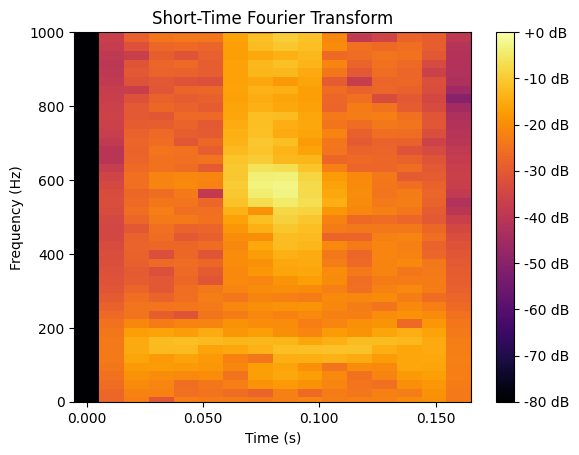 Short-Time Fourier Transform
1000
800
600
400
200
0
Frequency (Hz)
0.000
0.050
0.100
0.150
Time (s)
+0 dB
-10 dB
-20 dB
-30 dB
-40 dB
-50 dB
-60 dB
-70 dB
-80 dB